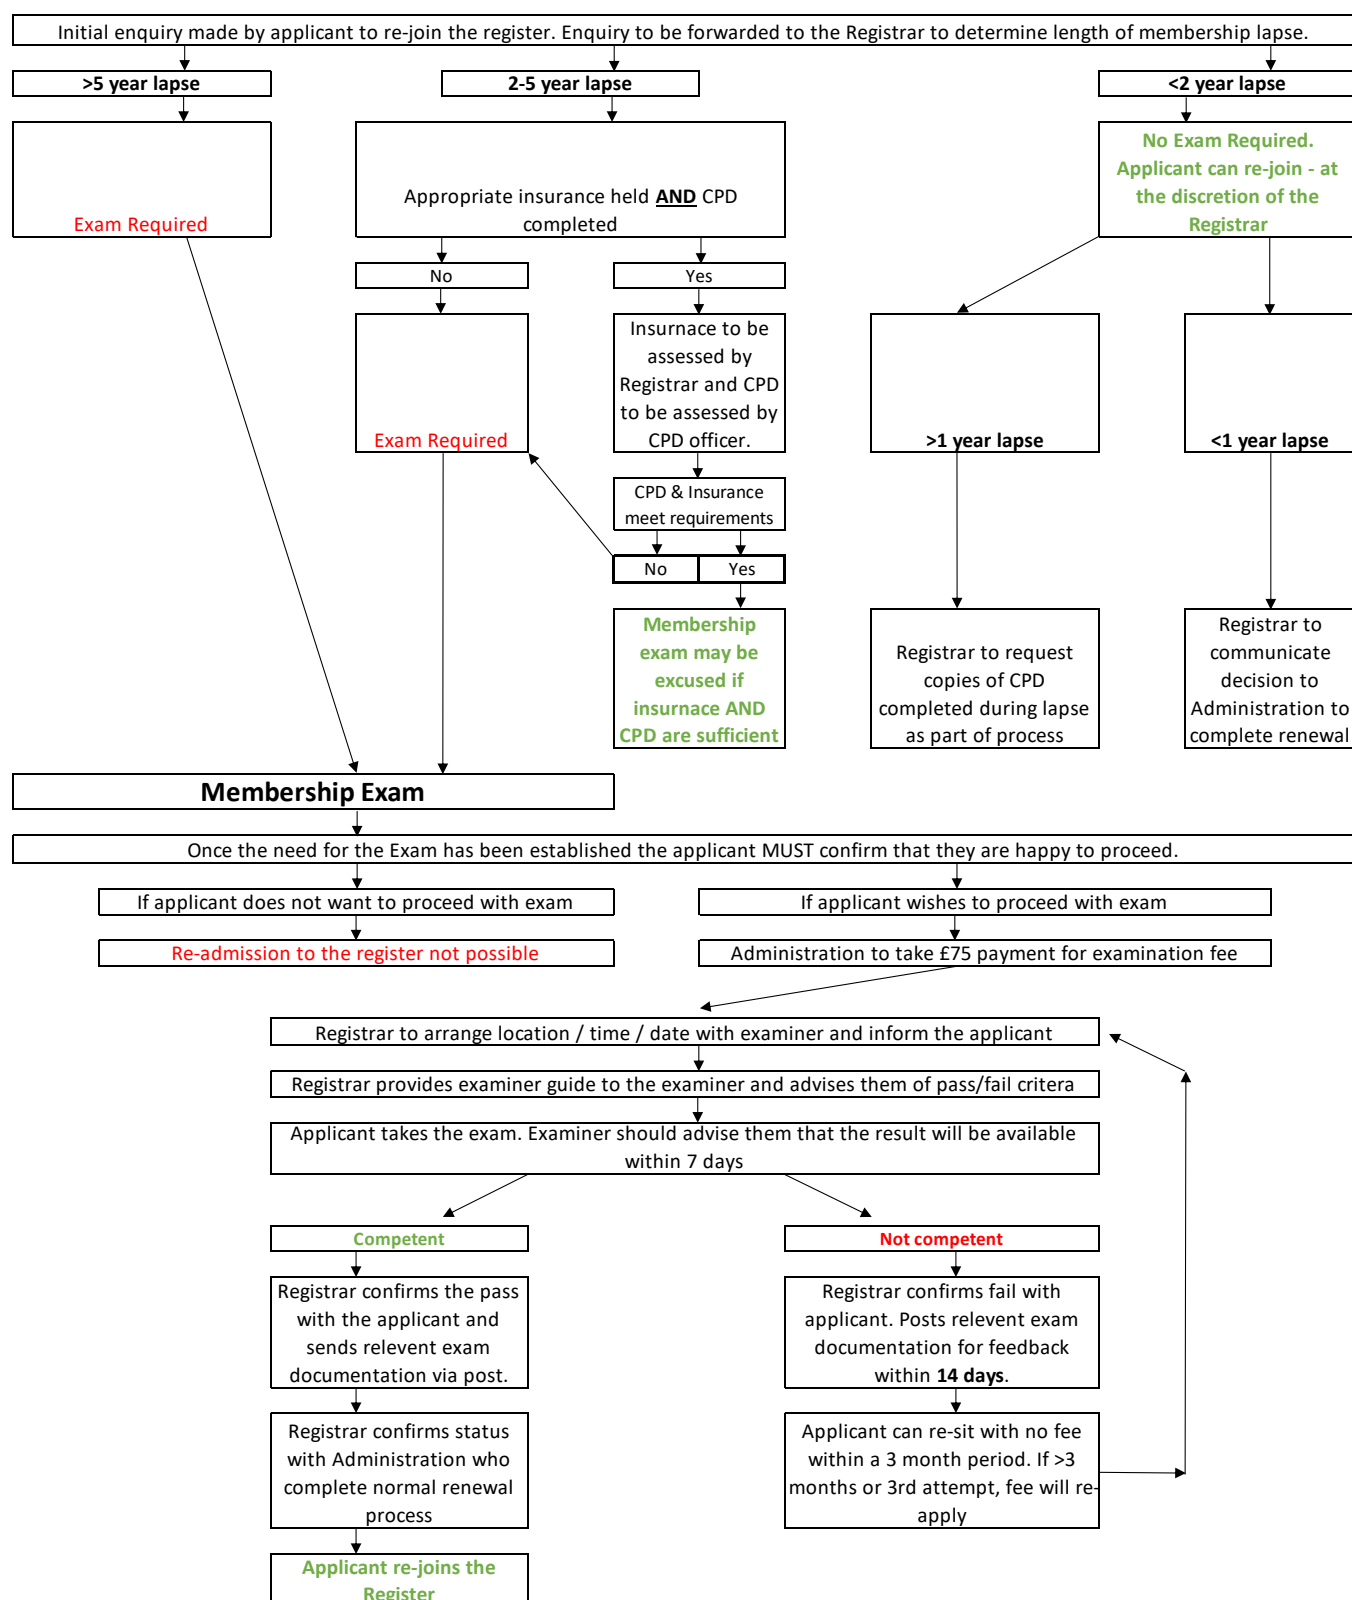 Initial enquiry made by applicant to re-join the register. Enquiry to be forwarded to the Registrar to determine length of membership lapse.
>5 year lapse
2-5 year lapse
<2 year lapse
Exam Required
Appropriate insurance held AND CPD
completed
No Exam Required.
Applicant can re-join - at
the discretion of the
Registrar
No
Yes
Exam Required
Insurnace to be
assessed by
Registrar and CPD
to be assessed by
CPD officer.
>1 year lapse
<1 year lapse
CPD & Insurance
meet requirements
No
Yes
Membership
exam may be
excused if
insurnace AND
CPD are sufficient
Registrar to request
copies of CPD
completed during lapse
as part of process
Registrar to
communicate
decision to
Administration to
complete renewal
Membership Exam
Once the need for the Exam has been established the applicant MUST confirm that they are happy to proceed.
If applicant does not want to proceed with exam
If applicant wishes to proceed with exam
Re-admission to the register not possible
Administration to take £75 payment for examination fee
Registrar to arrange location / time / date with examiner and inform the applicant
Registrar provides examiner guide to the examiner and advises them of pass/fail critera
Applicant takes the exam. Examiner should advise them that the result will be available
within 7 days
Competent
Not competent
Registrar confirms the pass
with the applicant and
sends relevent exam
documentation via post.
Registrar confirms fail with
applicant. Posts relevent exam
documentation for feedback
within 14 days.
Registrar confirms status
with Administration who
complete normal renewal
process
Applicant can re-sit with no fee
within a 3 month period. If >3
months or 3rd attempt, fee will re-
apply
Applicant re-joins the
Register